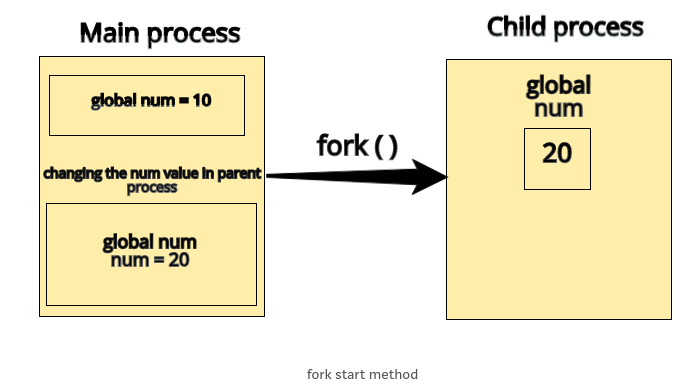 Main process
global num = 10
changing the num value in parent
process
global num
num = 20
fork ( )
Child process
global
num
20
fork start method